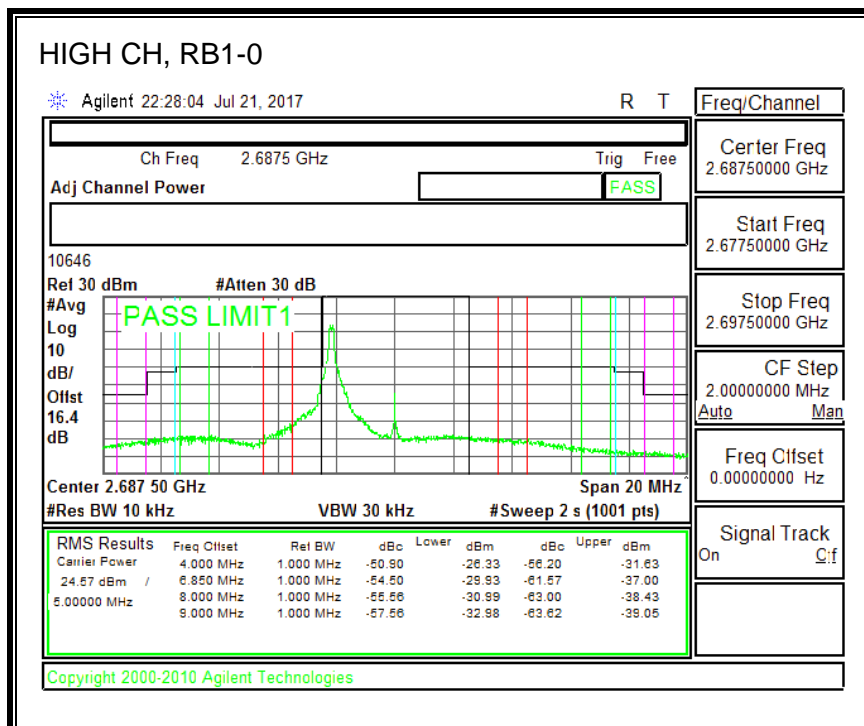 HIGH CH, RB1-0
Agilent 22:28:04 Jul 21, 2017 R T
Freq/Channel
Ch Freq 2.6875 GHz Trig Free
Adj Channel Power PASS
Center Freq
2.68750000 GHz
Start Freq
2.67750000 GHz
Stop Freq
2.69750000 GHz
CF Step
2.00000000 MHz
Auto Man
Freq Offset
0.00000000 Hz
Signal Track
On Off
10646
Ref 30 dBm #Atten 30 dB
#Avg
Log
10
dB/
Offst
16.4
dB
PASS LIMIT1
Center 2.687 50 GHz Span 20 MHz
#Res BW 10 kHz VBW 30 kHz #Sweep 2 s (1001 pts)
RMS Results Freq Offset Ref BW dBc Lower dBm dBc Upper dBm
Carrier Power 4.000 MHz 1.000 MHz -50.90 -26.33 -56.20 -31.63
24.57 dBm / 6.850 MHz 1.000 MHz -54.50 -29.93 -61.57 -37.00
5.00000 MHz 8.000 MHz 1.000 MHz -55.56 -30.99 -63.00 -38.43
9.000 MHz 1.000 MHz -57.56 -32.98 -63.62 -39.05
Copyright 2000-2010 Agilent Technologies